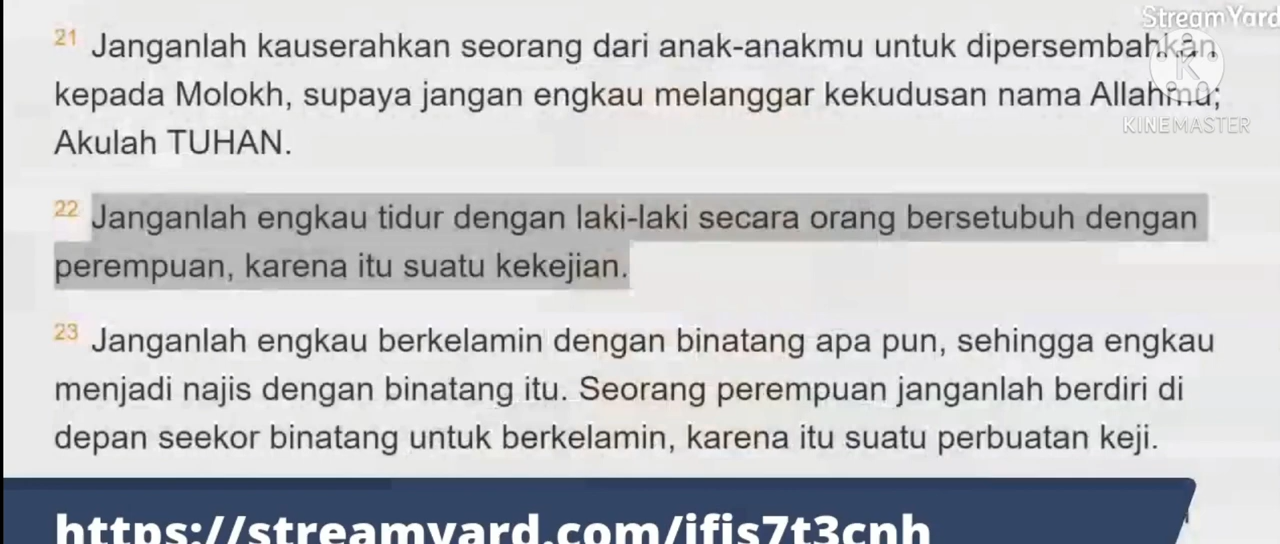 StreamYard
21 Janganlah kauserahkan seorang dari anak-anakmu untuk dipersembahkan
K
kepada Molokh, supaya jangan engkau melanggar kekudusan nama Allahmu;
KINEMASTER
Akulah TUHAN.
22 Janganlah engkau tidur dengan laki-laki secara orang bersetubuh dengan
perempuan, karena itu suatu kekejian.
23 Janganlah engkau berkelamin dengan binatang apa pun, sehingga engkau
menjadi najis dengan binatang itu. Seorang perempuan janganlah berdiri di
depan seekor binatang untuk berkelamin, karena itu suatu perbuatan keji.
https://streamyard.com/ifis7t3cnh